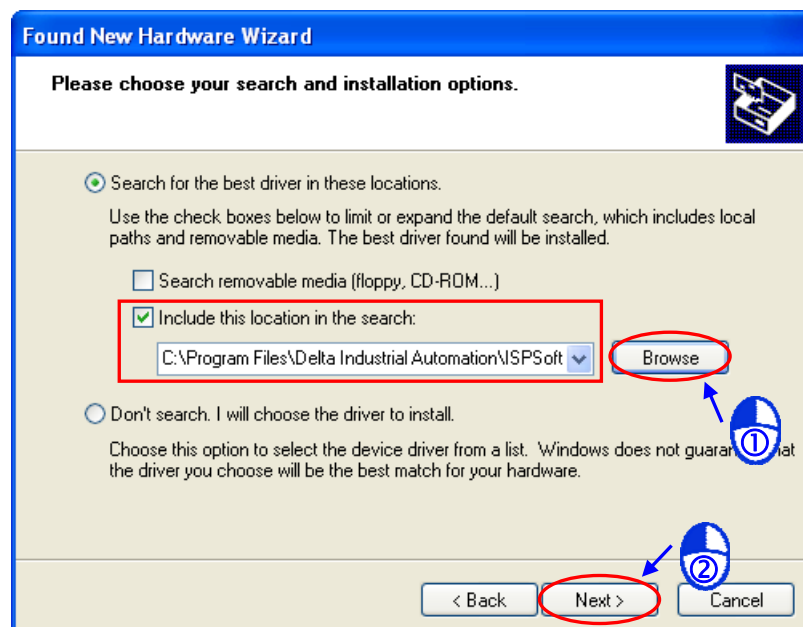 Found New Hardware Wizard
Please choose your search and installation options.
Search for the best driver in these locations.
Use the check boxes below to limit or expand the default search, which includes local
paths and removable media. The best driver found will be installed.
Search removable media (floppy, CD-ROM...)
Include this location in the search:
C:\Program Files\Delta Industrial Automation\ISPSoft
Browse
①
Don't search. I will choose the driver to install.
Choose this option to select the device driver from a list. Windows does not
the driver you choose will be the best match for your hardware.
②
< Back
Next >
Cancel